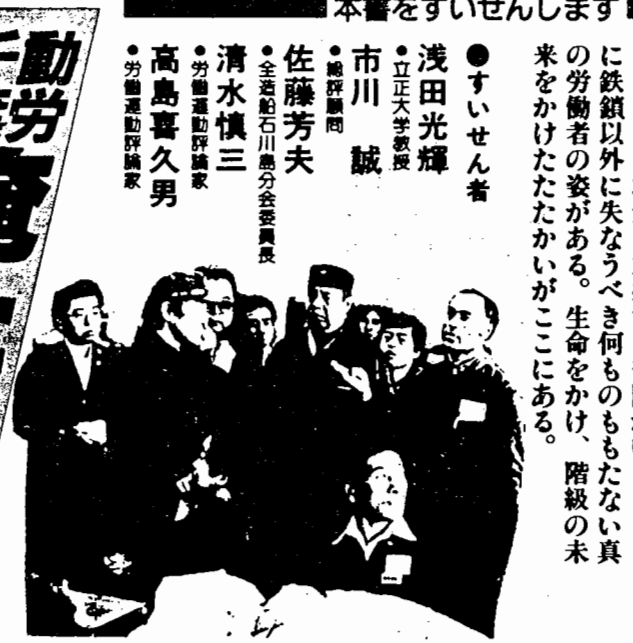 本書をすいせんします
に鉄鎖以外に失なうべき何ものももたない真
の労働者の姿がある。生命をかけ、階級の未
来をかけたたたかいがここにある。
●すいせん者
浅田光輝
●立正大学教授
市川 誠
●総評顧問
佐藤芳夫
●全造船石川島分会委員長
清水慎三
●労働運動評論家
高島喜久男
●労働運動評論家
動労
俺